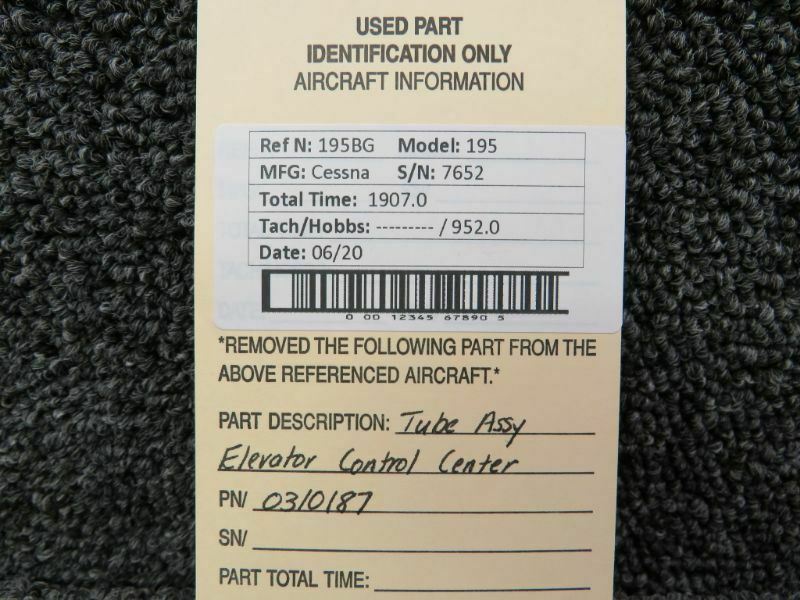 USED PART
IDENTIFICATION ONLY
AIRCRAFT INFORMATION
Ref N: 195BG Model: 195
MFG: Cessna S/N: 7652
Total Time: 1907.0
Tach/Hobbs: --------- / 952.0
Date: 06/20
0 00 12345 67890 5
*REMOVED THE FOLLOWING PART FROM THE
ABOVE REFERENCED AIRCRAFT.*
PART DESCRIPTION: Tube Assy
Elevator Control Center
PN/ 0310187
SN/
PART TOTAL TIME: